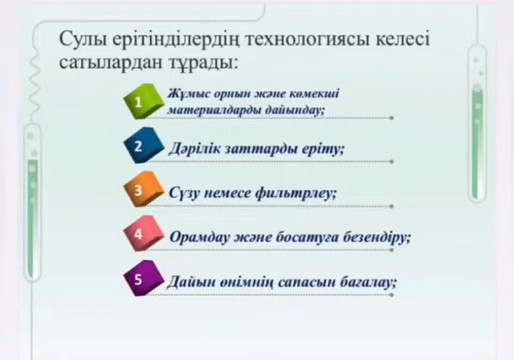 Сулы ерітінділердің технологиясы келесі
сатылардан тұрады:
1 Жұмыс орнын және көмекші
материалдарды дайындау;
2 Дәрілік заттарды еріту;
3 Сүзу немесе фильтрлеу;
4 Орамдау және босатуға безендіру;
5 Дайын өнімнің сапасын бағалау;